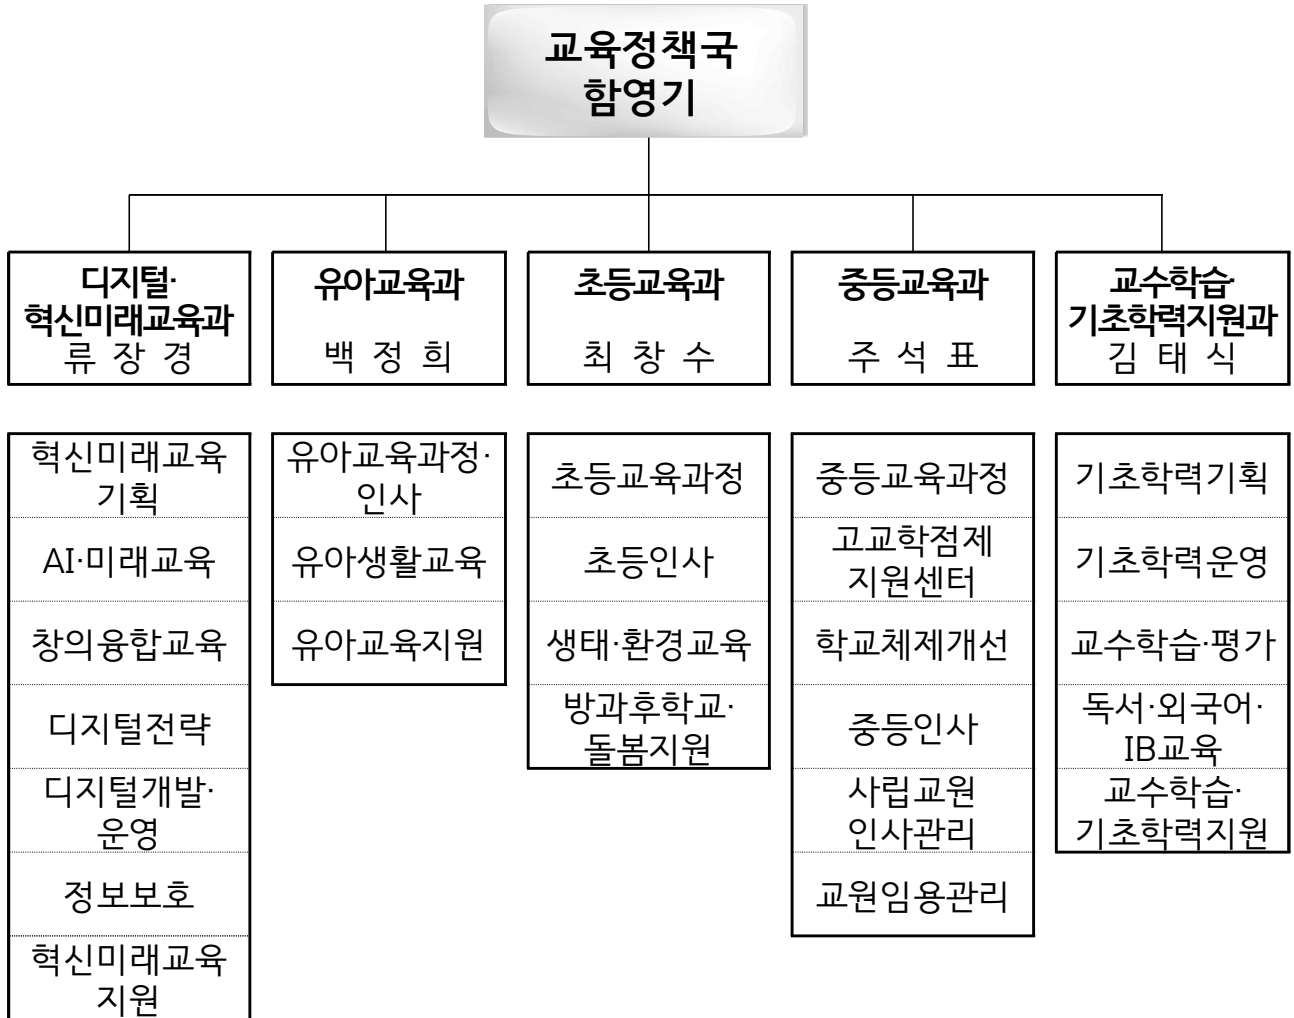 교육정책국
함영기
디지털·
혁신미래교육과
류 장 경
유아교육과
백 정 희
초등교육과
최 창 수
중등교육과
주 석 표
교수학습·
기초학력지원과
김 태 식
혁신미래교육
기획
AI·미래교육
창의융합교육
디지털전략
디지털개발·
운영
정보보호
혁신미래교육
지원
유아교육과정·
인사
유아생활교육
유아교육지원
초등교육과정
초등인사
생태·환경교육
방과후학교·
돌봄지원
중등교육과정
고교학점제
지원센터
학교체제개선
중등인사
사립교원
인사관리
교원임용관리
기초학력기획
기초학력운영
교수학습·평가
독서·외국어·
IB교육
교수학습·
기초학력지원